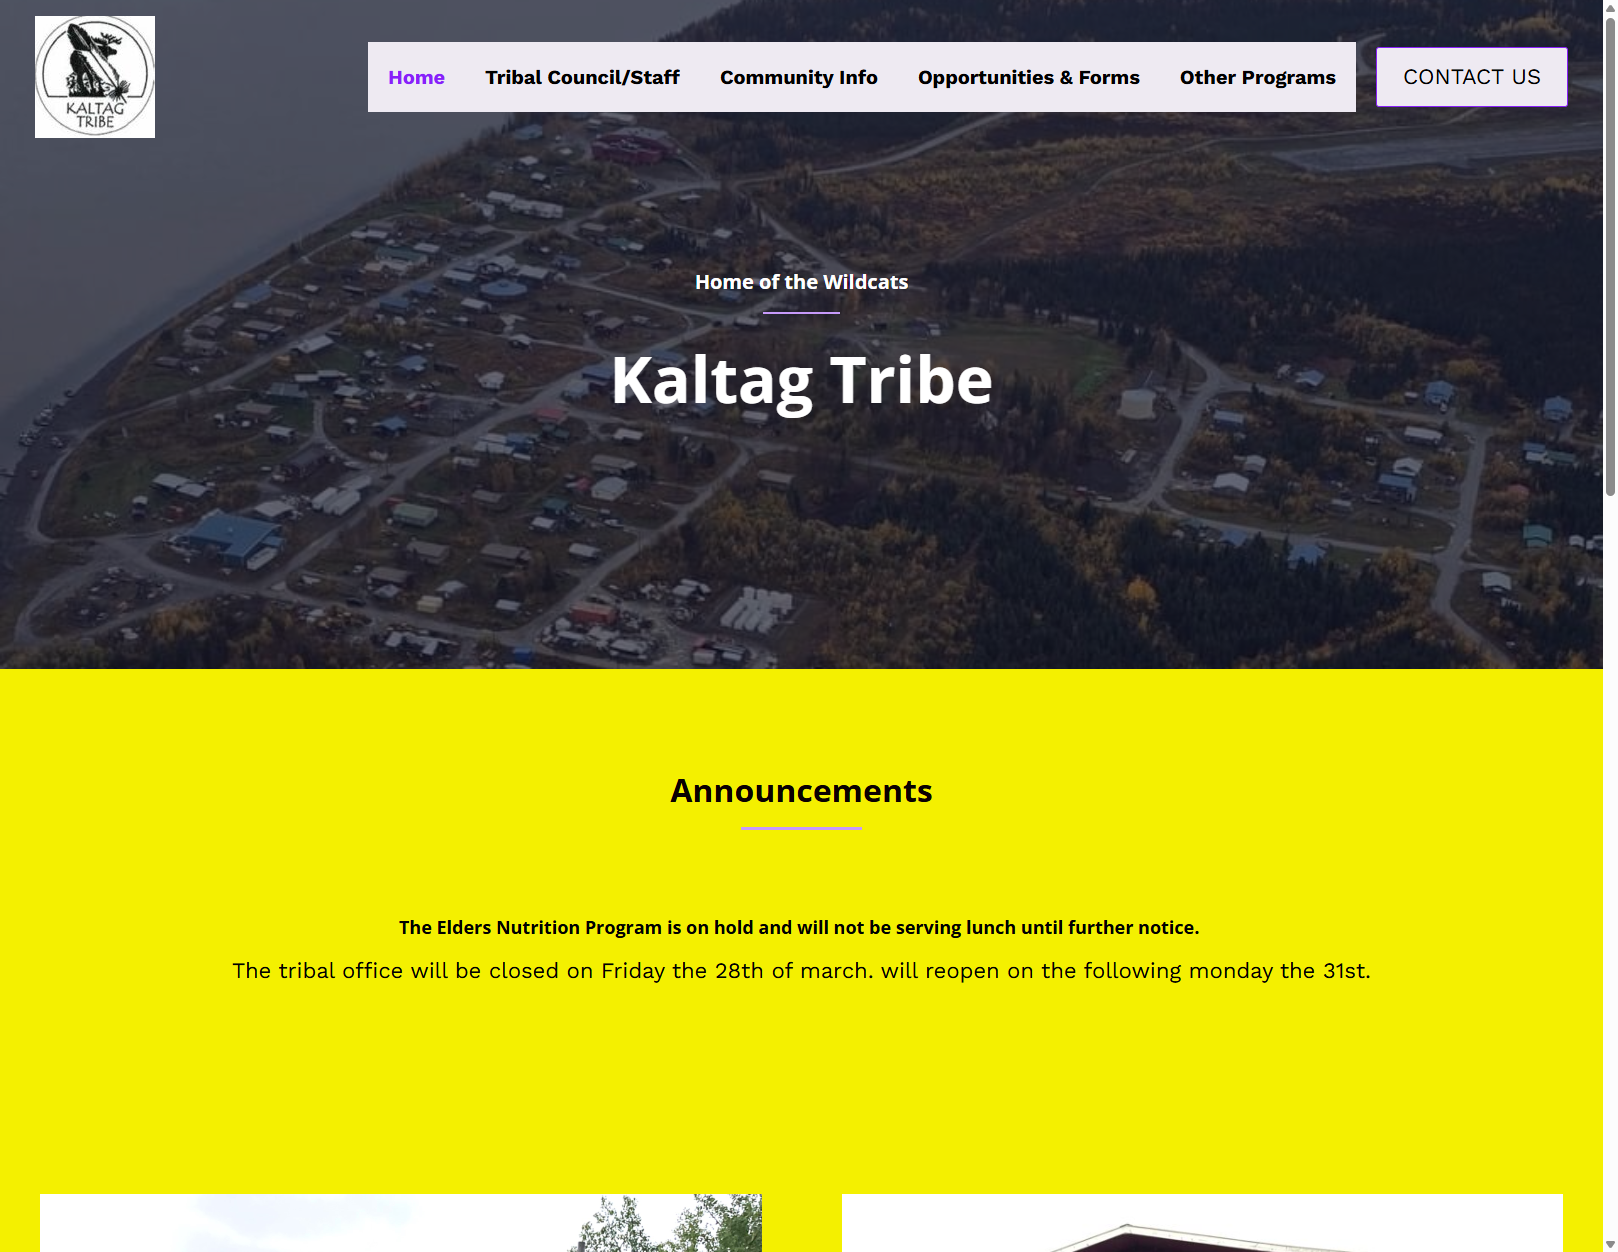 KALTAG
TRIBE
Home
Tribal Council/Staff
Community Info
Opportunities & Forms
Other Programs
CONTACT US
Home of the Wildcats
Kaltag Tribe
Announcements
The Elders Nutrition Program is on hold and will not be serving lunch until further notice.
The tribal office will be closed on Friday the 28th of march. will reopen on the following monday the 31st.